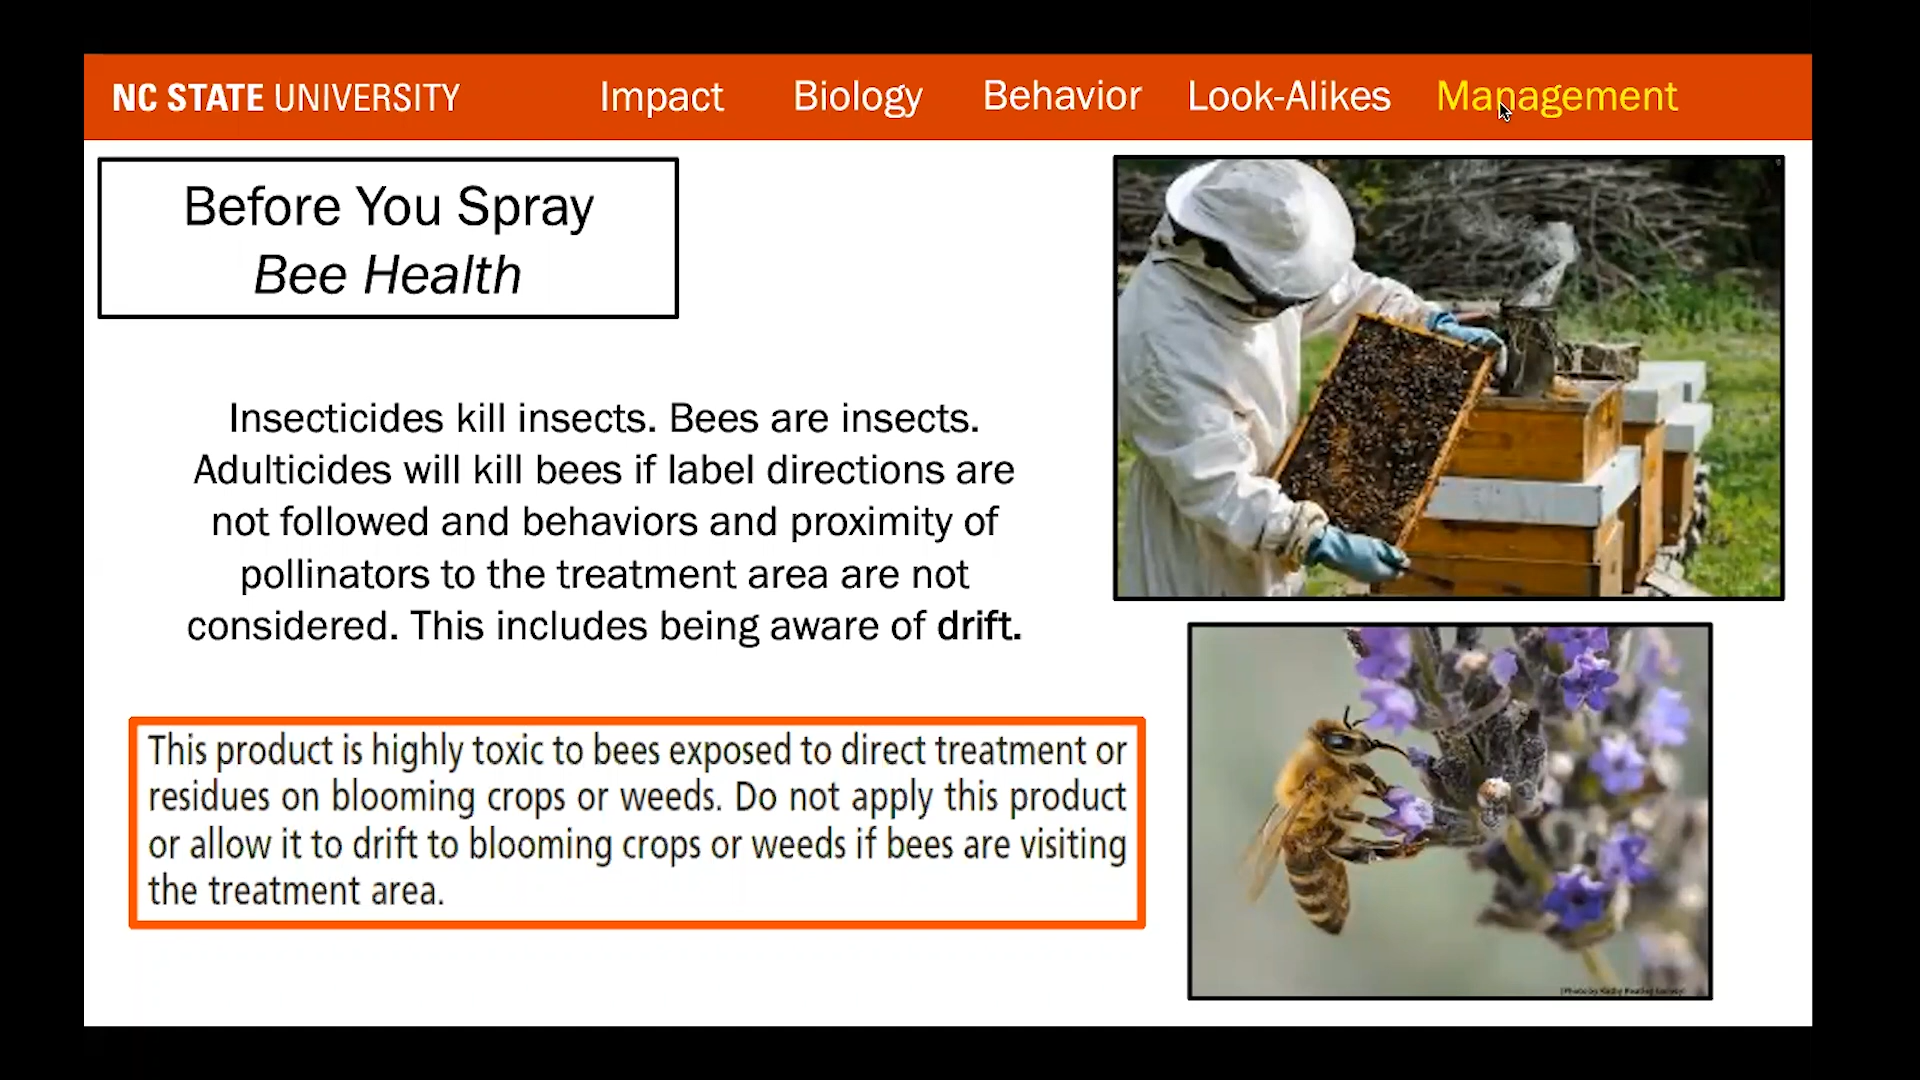 NC STATE UNIVERSITY
Impact
Biology
Behavior
Look-Alikes
Management
Before You Spray
Bee Health
Insecticides kill insects. Bees are insects.
Adulticides will kill bees if label directions are
not followed and behaviors and proximity of
pollinators to the treatment area are not
considered. This includes being aware of drift.
This product is highly toxic to bees exposed to direct treatment or
residues on blooming crops or weeds. Do not apply this product
or allow it to drift to blooming crops or weeds if bees are visiting
the treatment area.